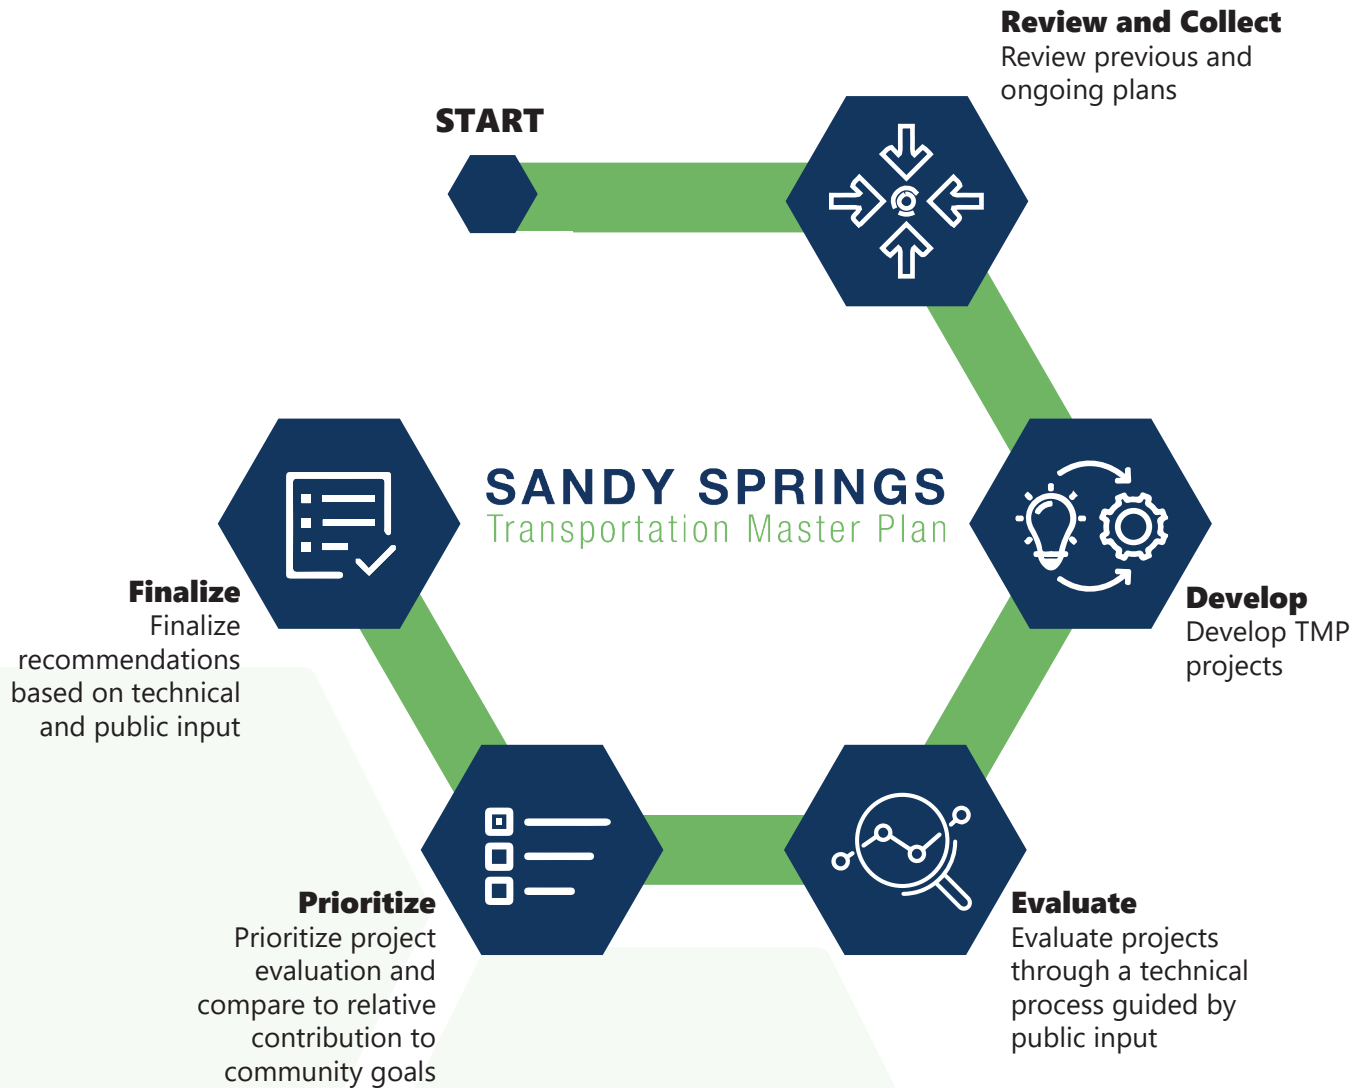 START
Review and Collect
Review previous and
ongoing plans
SANDY SPRINGS
Transportation Master Plan
Develop
Develop TMP
projects
Evaluate
Evaluate projects
through a technical
process guided by
public input
Prioritize
Prioritize project
evaluation and
compare to relative
contribution to
community goals
Finalize
Finalize
recommendations
based on technical
and public input